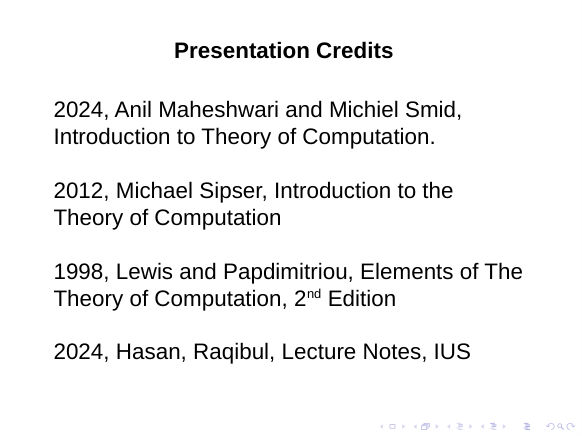 Presentation Credits
2024, Anil Maheshwari and Michiel Smid,
Introduction to Theory of Computation.
2012, Michael Sipser, Introduction to the
Theory of Computation
1998, Lewis and Papdimitriou, Elements of The
Theory of Computation, 2nd Edition
2024, Hasan, Raqibul, Lecture Notes, IUS